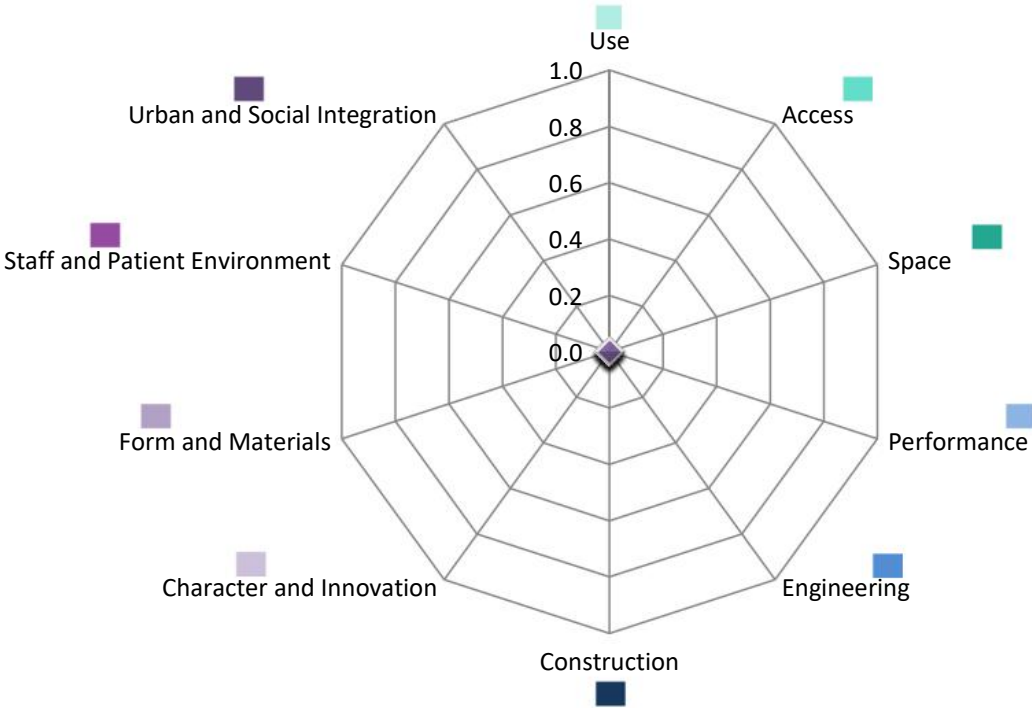 Use
1.0
Urban and Social Integration
Access
0.8
0.6
0.4
Staff and Patient Environment
Space
0.2
0.0
Form and Materials
Performance
Character and Innovation
Engineering
Construction